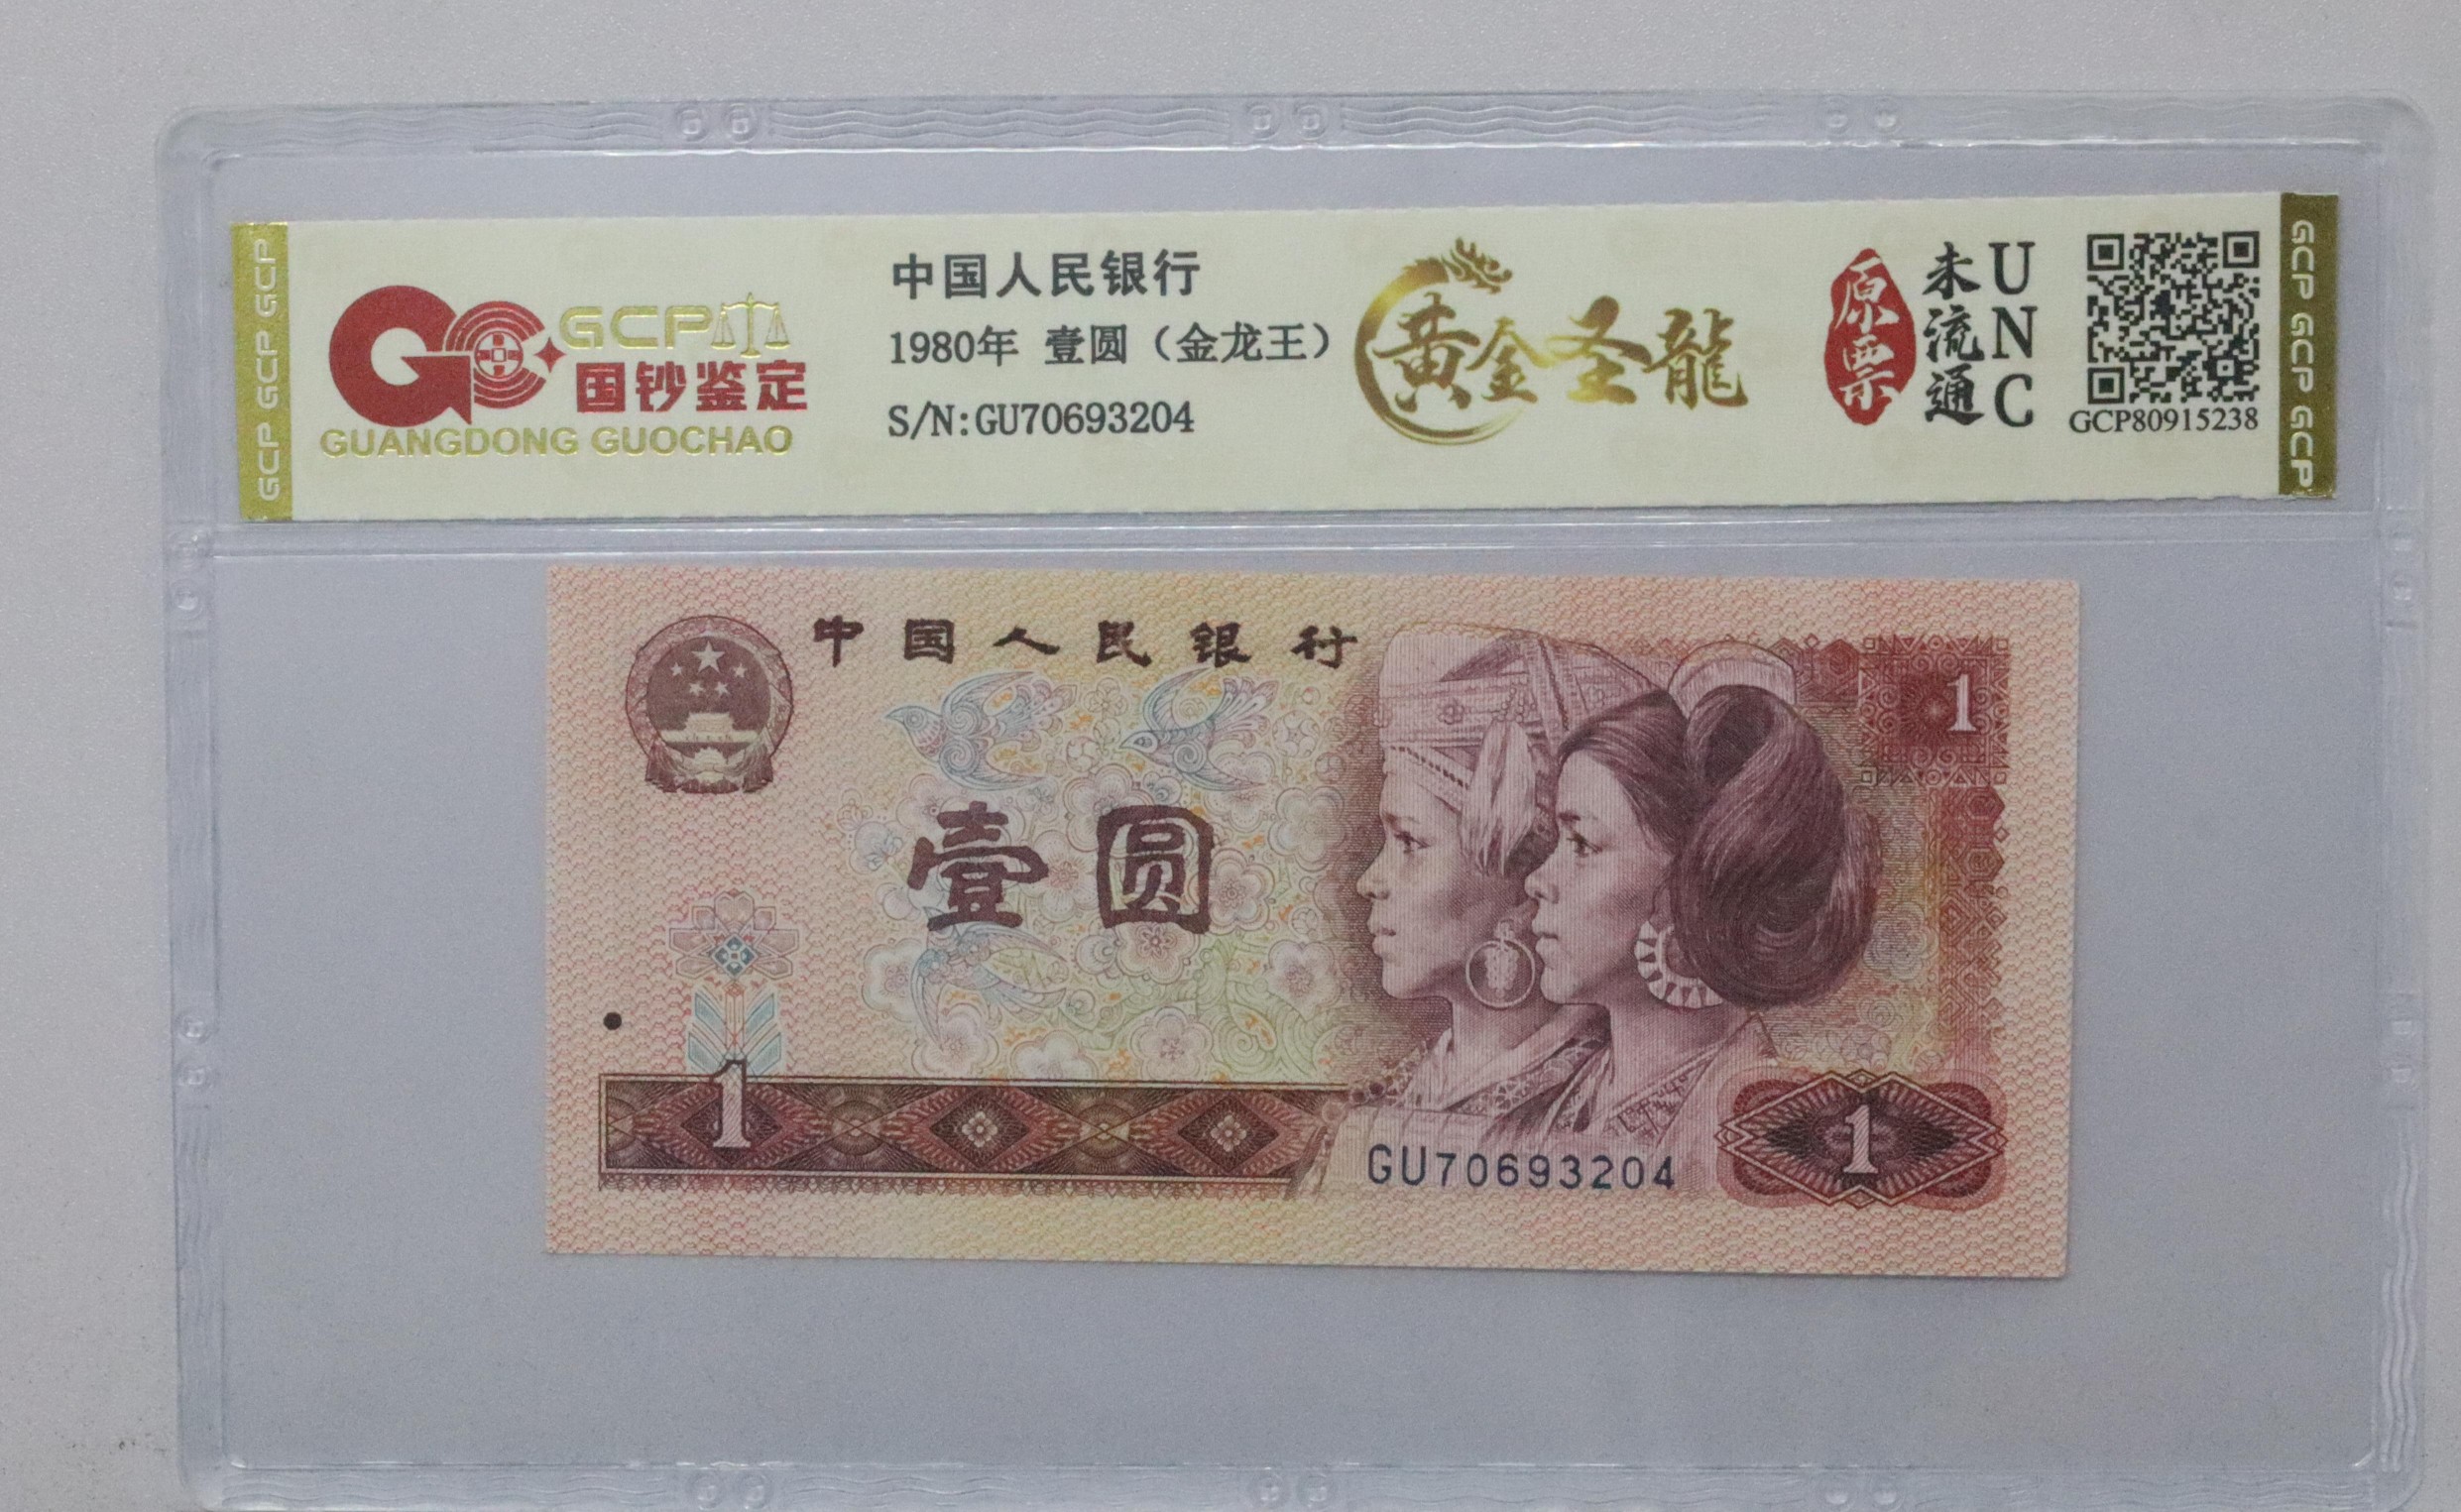 GCP GCP GCP
GCP
国钞鉴定
GUANGDONG GUOCHAO
中国人民银行
1980年 壹圆（金龙王）
S/N:GU70693204
黄金圣龍
原票
未流通
UNC
GCP80915238
GCP GCP GCP
中国人民银行
1
壹圆
1
GU70693204
1